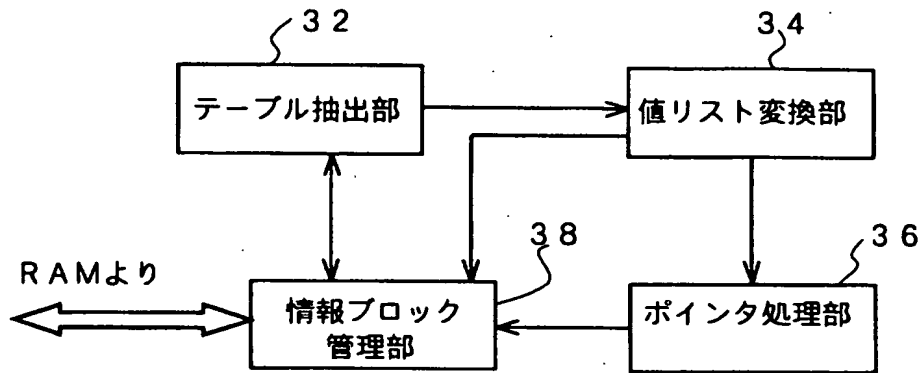 32
34
テーブル抽出部
値リスト変換部
38
36
RAMより
情報ブロック
管理部
ポインタ処理部